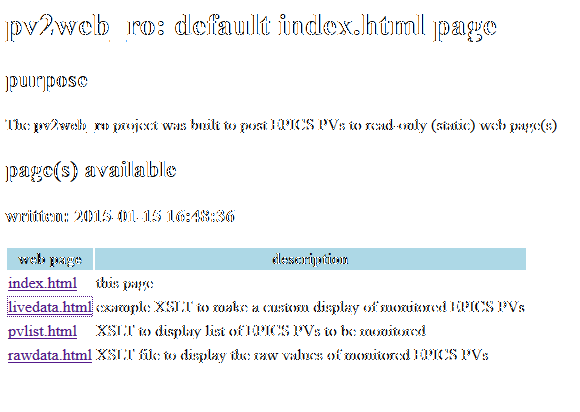 pv2web_ro: default index.html page
purpose
The pv2web_ro project was built to post EPICS PVs to read-only (static) web page(s)
page(s) available
written: 2015-01-15 16:48:36
web page description
index.html this page
livedata.html example XSLT to make a custom display of monitored EPICS PVs
pvlist.html XSLT to display list of EPICS PVs to be monitored
rawdata.html XSLT file to display the raw values of monitored EPICS PVs